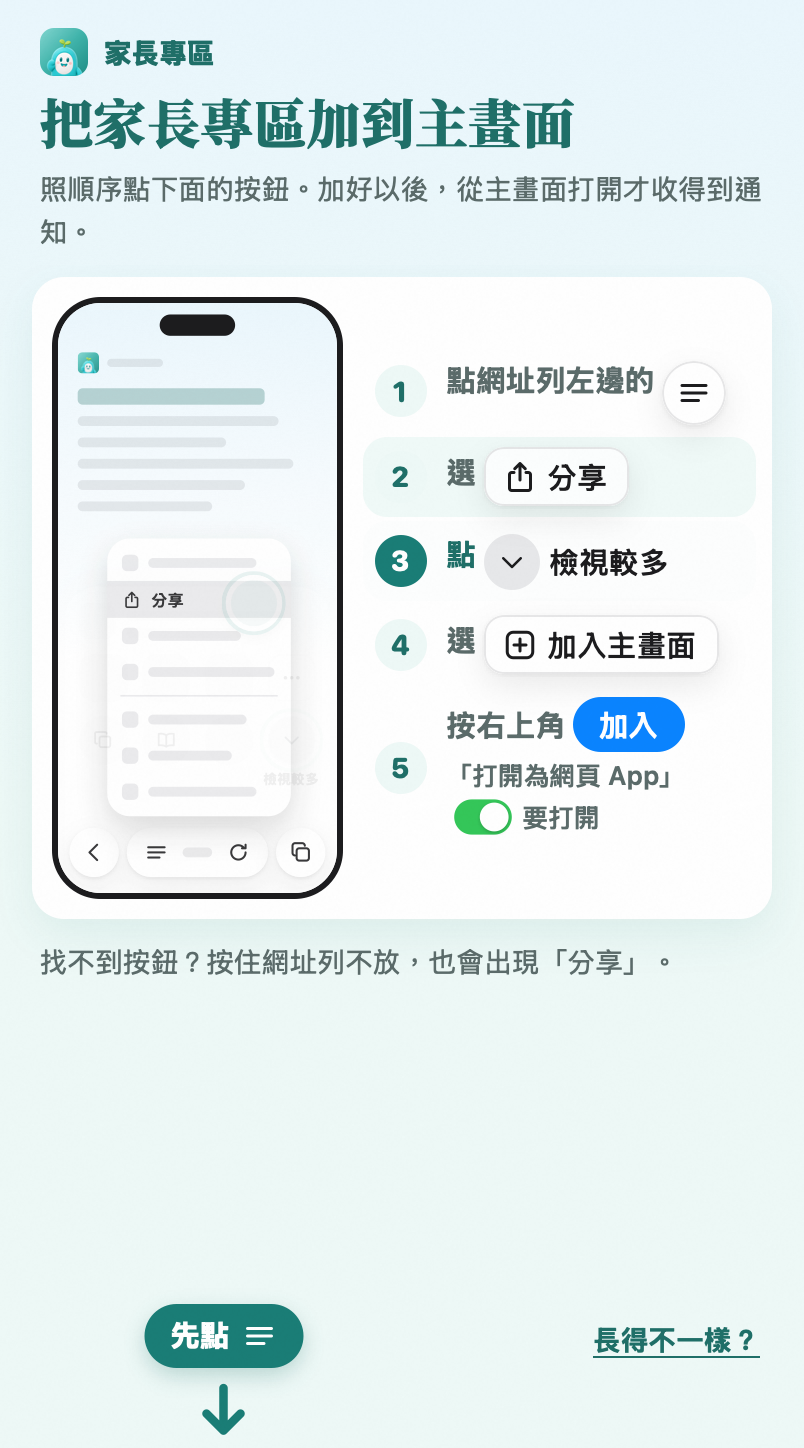 家長專區
把家長專區加到主畫面
照順序點下面的按鈕。加好以後，從主畫面打開才收得到通
知。
分享
檢視較多
1 點網址列左邊的
2 選 分享
3 點 檢視較多
4 選 加入主畫面
5 按右上角 加入
「打開為網頁 App」
要打開
找不到按鈕？按住網址列不放，也會出現「分享」。
先點
長得不一樣？